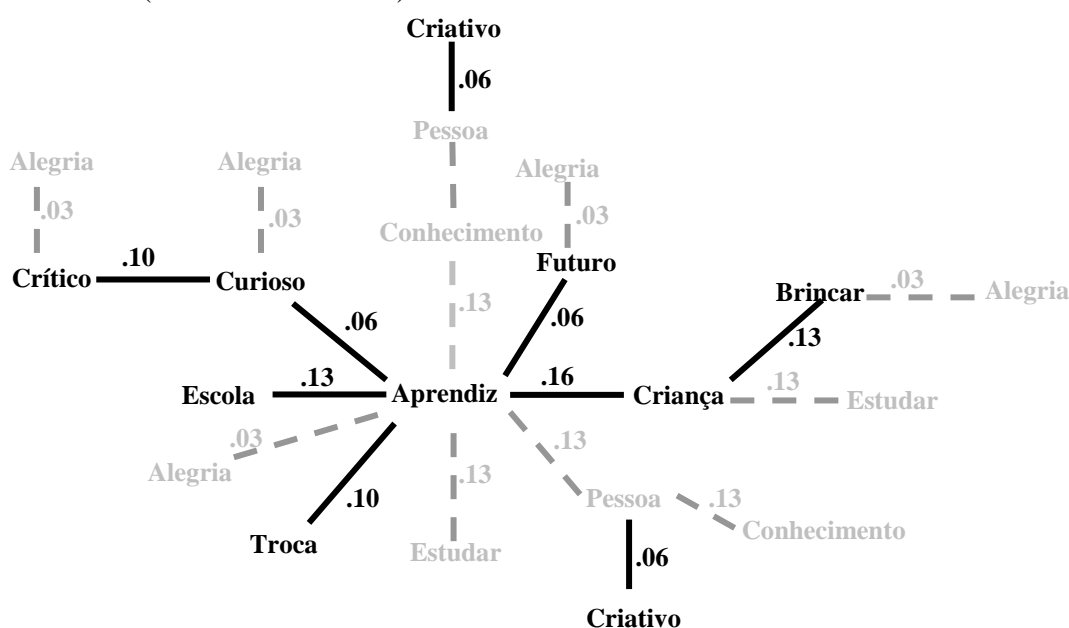 Criativo
.06
Pessoa
Alegria
Alegria
Alegria
.03
.03
.03
Conhecimento
.10
Futuro
Crítico
Curioso
Brincar
.03
Alegria
.13
.06
.06
.13
.13
.16
.13
Escola
Aprendiz
Criança
Estudar
.03
.13
Alegria
.13
.10
Pessoa
.13
Conhecimento
Troca
Estudar
.06
Criativo